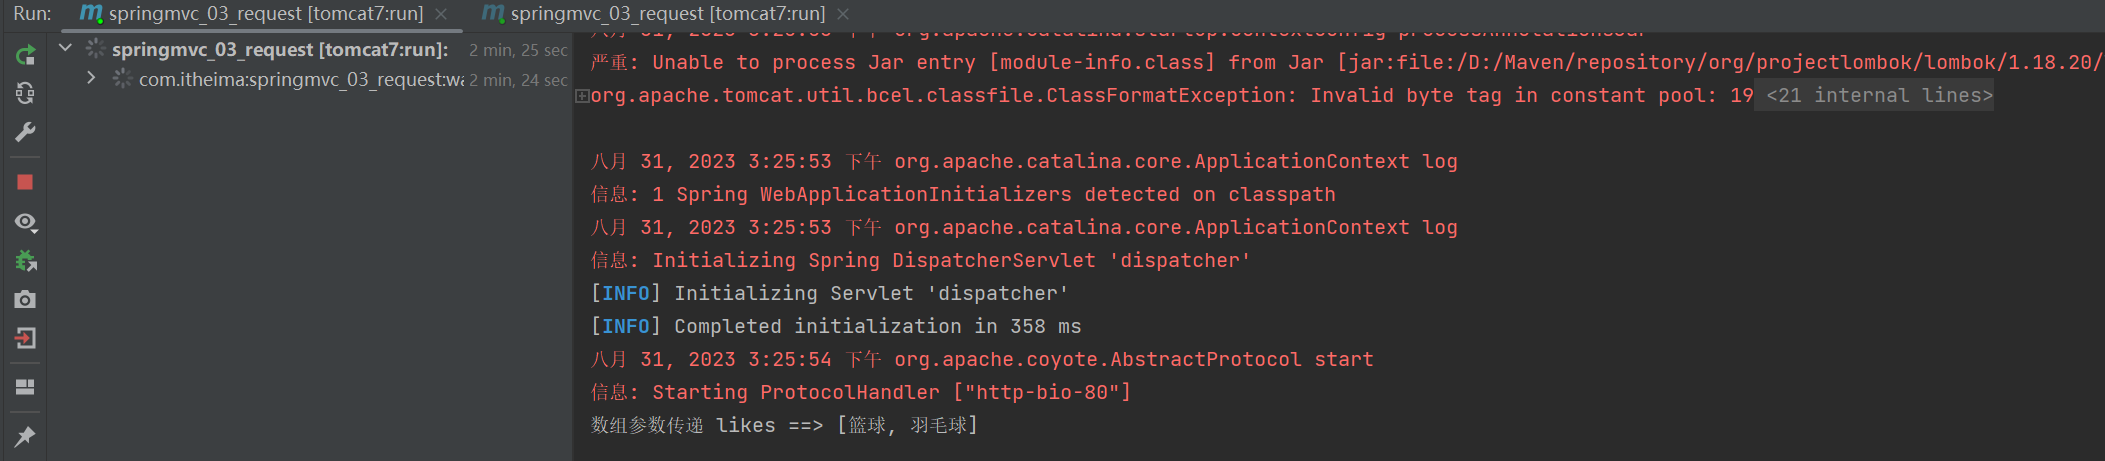 Run: springmvc_03_request [tomcat7:run] × springmvc_03_request [tomcat7:run] ×
springmvc_03_request [tomcat7:run]: 2 min, 25 sec
com.itheima:springmvc_03_request:wa 2 min, 24 sec
严重: Unable to process Jar entry [module-info.class] from Jar [jar:file:/D:/Maven/repository/org/projectlombok/lombok/1.18.20/
org.apache.tomcat.util.bcel.classfile.ClassFormatException: Invalid byte tag in constant pool: 19 <21 internal lines>
八月 31, 2023 3:25:53 下午 org.apache.catalina.core.ApplicationContext log
信息: 1 Spring WebApplicationInitializers detected on classpath
八月 31, 2023 3:25:53 下午 org.apache.catalina.core.ApplicationContext log
信息: Initializing Spring DispatcherServlet 'dispatcher'
[INFO] Initializing Servlet 'dispatcher'
[INFO] Completed initialization in 358 ms
八月 31, 2023 3:25:54 下午 org.apache.coyote.AbstractProtocol start
信息: Starting ProtocolHandler ["http-bio-80"]
数组参数传递 likes ==> [篮球, 羽毛球]